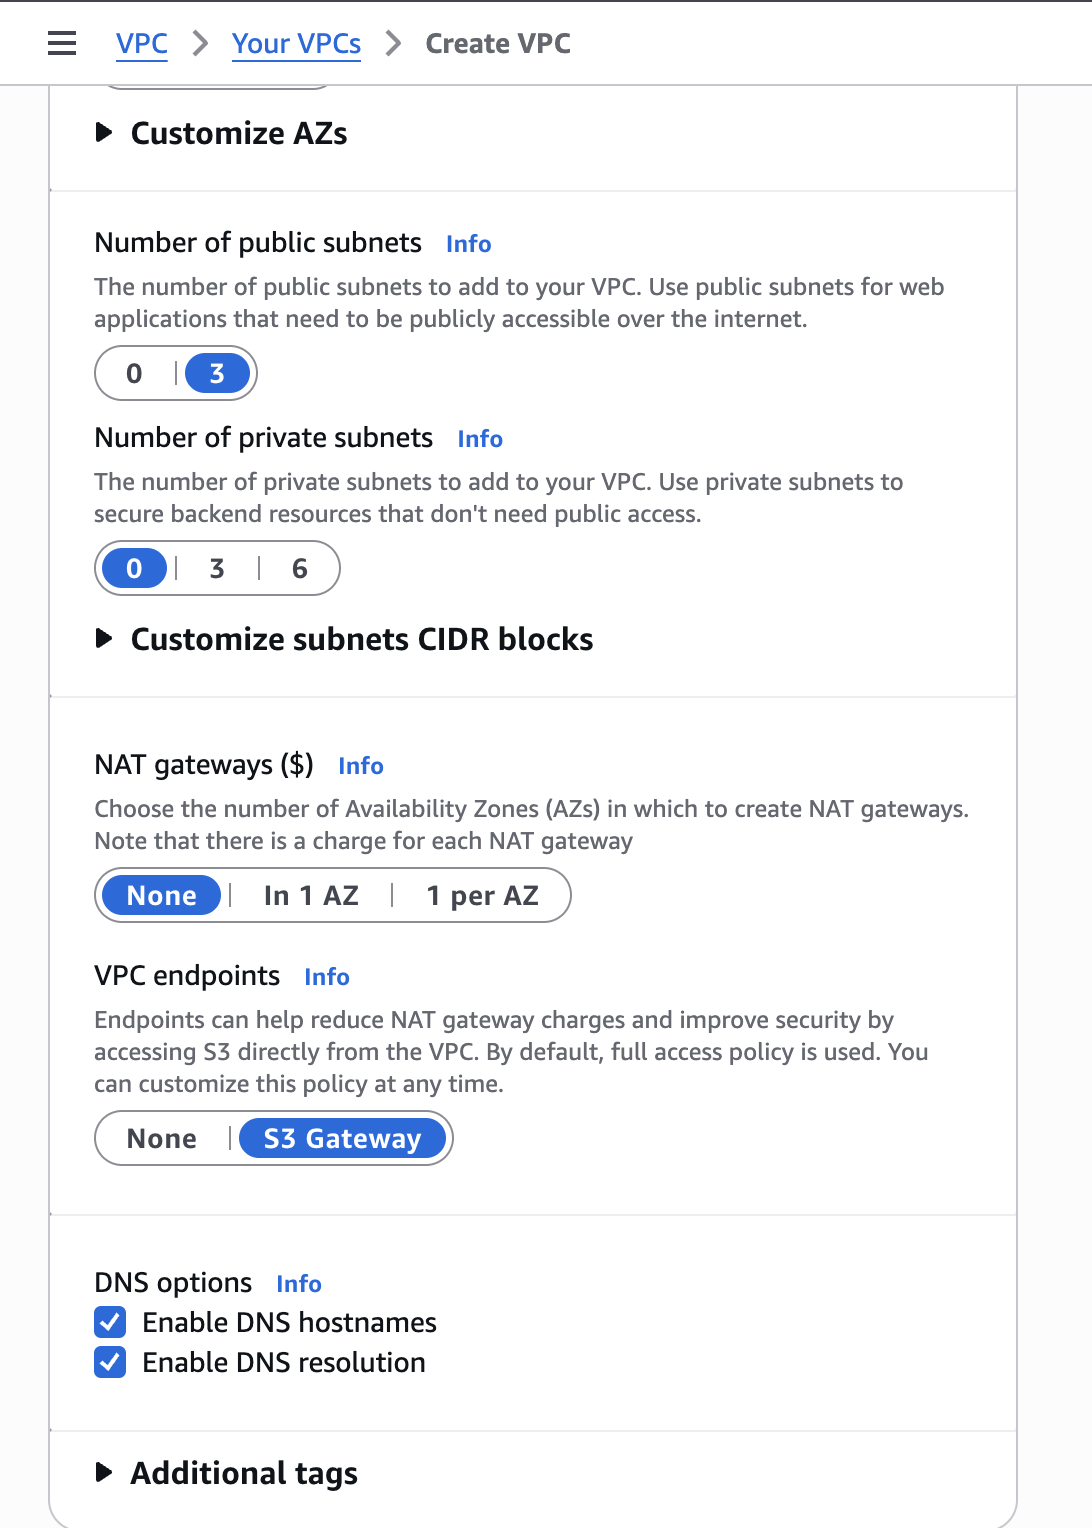 VPC > Your VPCs > Create VPC
Customize AZs
Number of public subnets Info
The number of public subnets to add to your VPC. Use public subnets for web
applications that need to be publicly accessible over the internet.
0 | 3
Number of private subnets Info
The number of private subnets to add to your VPC. Use private subnets to
secure backend resources that don't need public access.
0 | 3 | 6
Customize subnets CIDR blocks
NAT gateways ($) Info
Choose the number of Availability Zones (AZs) in which to create NAT gateways.
Note that there is a charge for each NAT gateway
None | In 1 AZ | 1 per AZ
VPC endpoints Info
Endpoints can help reduce NAT gateway charges and improve security by
accessing S3 directly from the VPC. By default, full access policy is used. You
can customize this policy at any time.
None | S3 Gateway
DNS options Info
Enable DNS hostnames
Enable DNS resolution
Additional tags